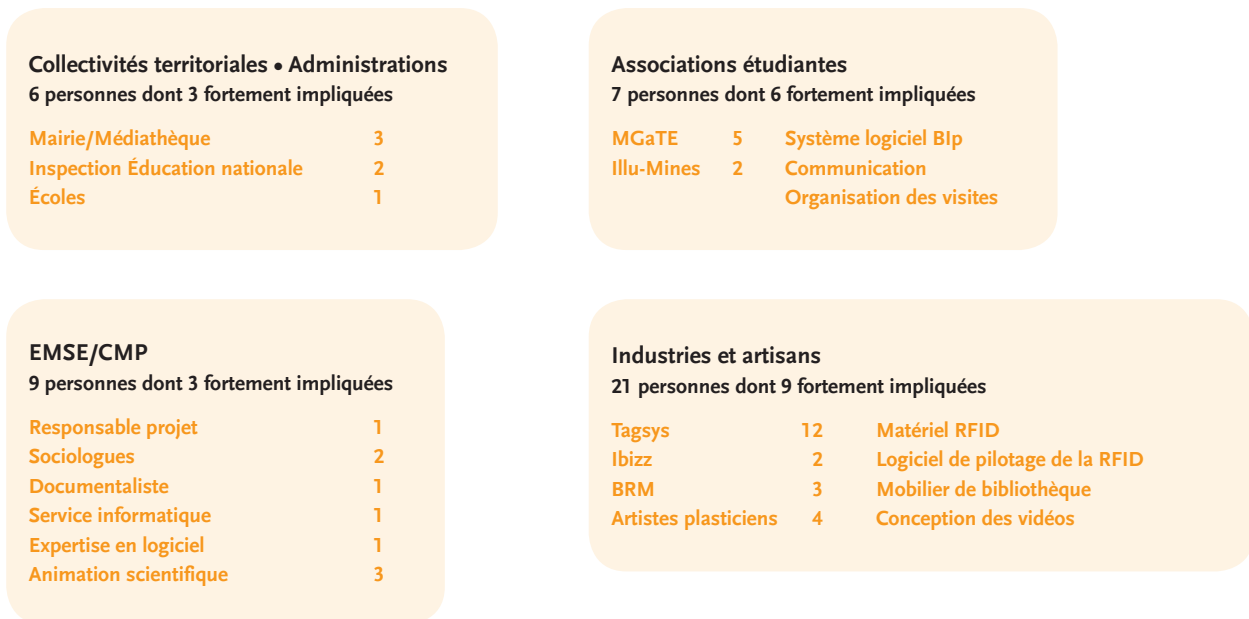 Collectivités territoriales • Administrations
6 personnes dont 3 fortement impliquées
Mairie/Médiathèque 3
Inspection Éducation nationale 2
Écoles 1
Associations étudiantes
7 personnes dont 6 fortement impliquées
MGaTE 5 Système logiciel BIp
Illu-Mines 2 Communication
Organisation des visites
EMSE/CMP
9 personnes dont 3 fortement impliquées
Responsable projet 1
Sociologues 2
Documentaliste 1
Service informatique 1
Expertise en logiciel 1
Animation scientifique 3
Industries et artisans
21 personnes dont 9 fortement impliquées
Tagsys 12 Matériel RFID
Ibizz 2 Logiciel de pilotage de la RFID
BRM 3 Mobilier de bibliothèque
Artistes plasticiens 4 Conception des vidéos